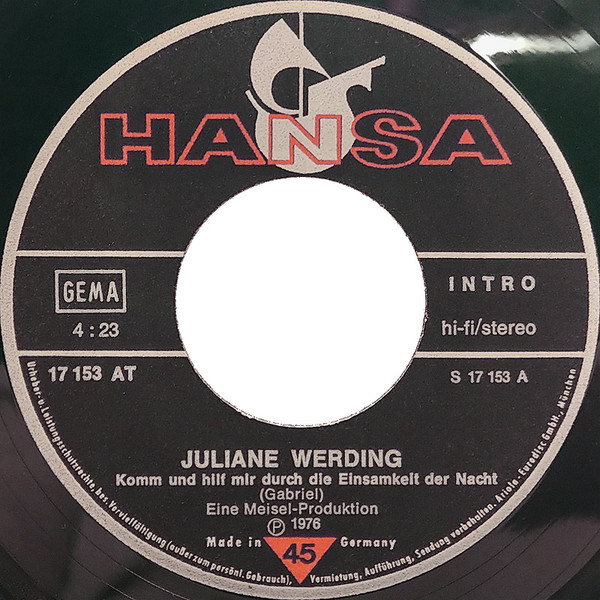 HANSA
GEMA
INTRO
4 : 23
hi-fi/stereo
17 153 AT
S 17 153 A
JULIANE WERDING
Komm und hilf mir durch die Einsamkeit der Nacht
(Gabriel)
Eine Meisel-Produktion
Ⓟ 1976
Made in 45 Germany
Urheber- u. Leistungsschutzrechte, bes. Vervielfältigung (außer zum persönl. Gebrauch), Vermietung, Aufführung, Sendung vorbehalten. Ariola-Eurodisc GmbH., München